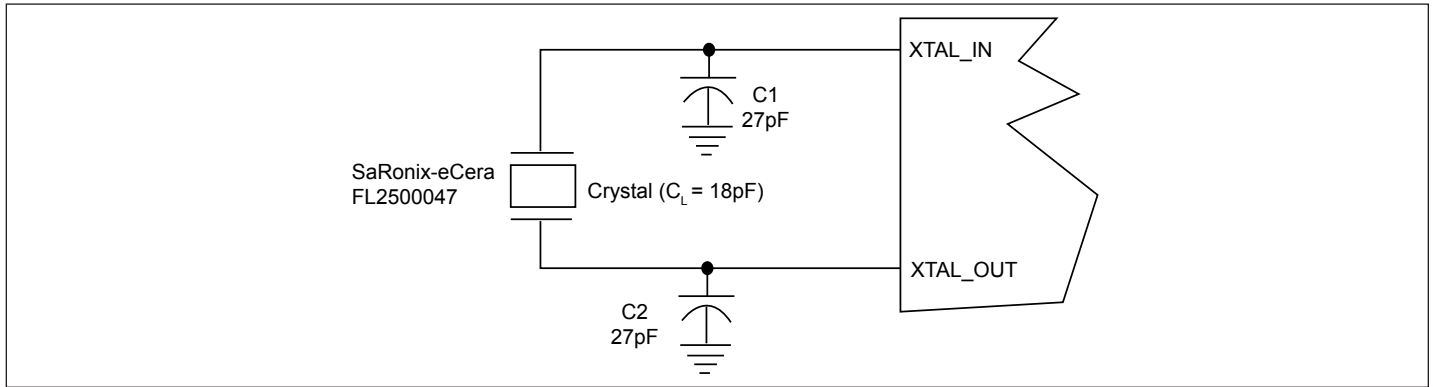 XTAL_IN
C1
27pF
SaRonix-eCera
FL2500047
Crystal (CL = 18pF)
XTAL_OUT
C2
27pF